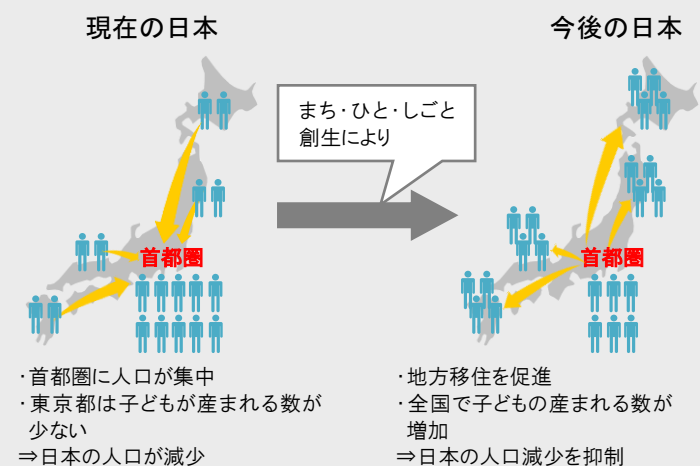 現在の日本
今後の日本
まち・ひと・しごと
創生により
首都圏
首都圏
・首都圏に人口が集中
・東京都は子どもが産まれる数が
少ない
⇒日本の人口が減少
・地方移住を促進
・全国で子どもの産まれる数が
増加
⇒日本の人口減少を抑制